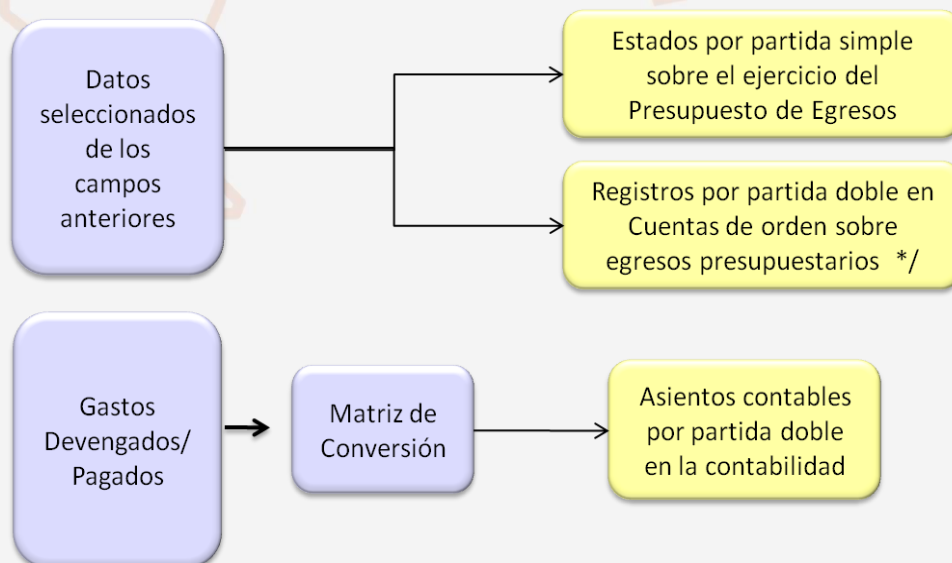 Datos
seleccionados
de los
campos
anteriores
Estados por partida simple
sobre el ejercicio del
Presupuesto de Egresos
Registros por partida doble en
Cuentas de orden sobre
egresos presupuestarios */
Gastos
Devengados/
Pagados
Matriz de
Conversión
Asientos contables
por partida doble
en la contabilidad